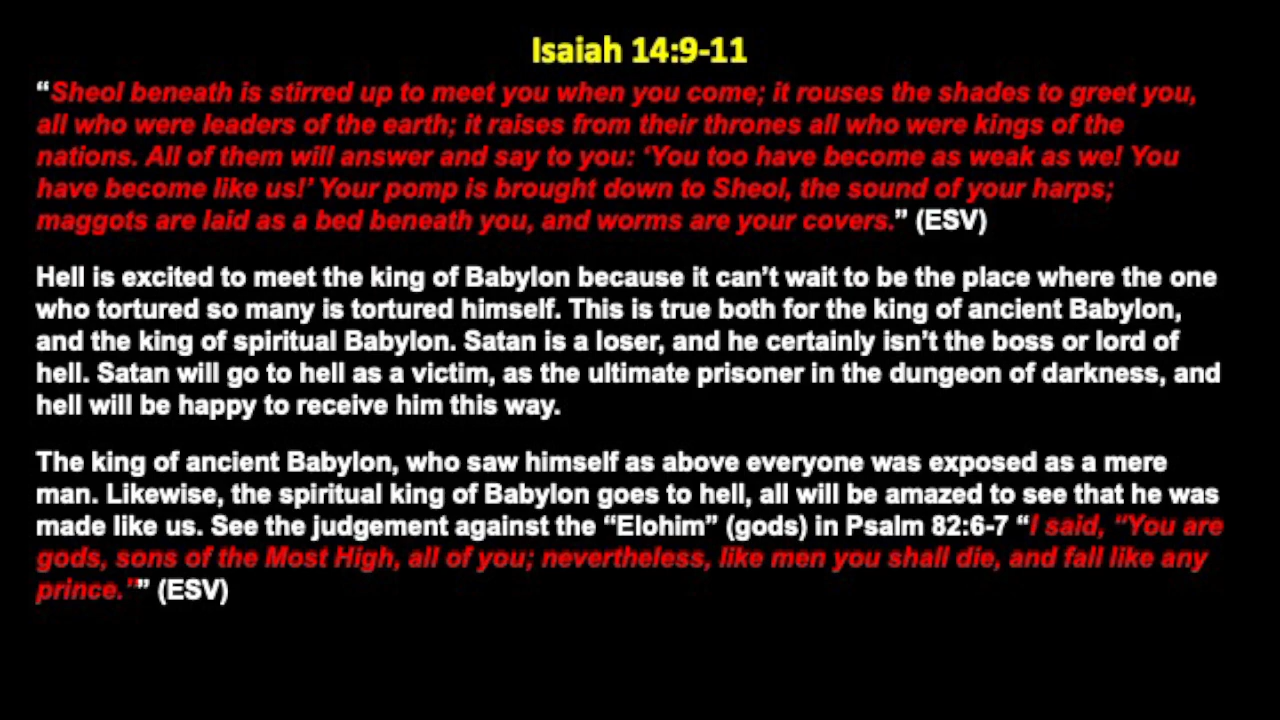 Isaiah 14:9-11
“Sheol beneath is stirred up to meet you when you come; it rouses the shades to greet you,
all who were leaders of the earth; it raises from their thrones all who were kings of the
nations. All of them will answer and say to you: ‘You too have become as weak as we! You
have become like us!’ Your pomp is brought down to Sheol, the sound of your harps;
maggots are laid as a bed beneath you, and worms are your covers.” (ESV)
Hell is excited to meet the king of Babylon because it can’t wait to be the place where the one
who tortured so many is tortured himself. This is true both for the king of ancient Babylon,
and the king of spiritual Babylon. Satan is a loser, and he certainly isn’t the boss or lord of
hell. Satan will go to hell as a victim, as the ultimate prisoner in the dungeon of darkness, and
hell will be happy to receive him this way.
The king of ancient Babylon, who saw himself as above everyone was exposed as a mere
man. Likewise, the spiritual king of Babylon goes to hell, all will be amazed to see that he was
made like us. See the judgement against the “Elohim” (gods) in Psalm 82:6-7 “I said, “You are
gods, sons of the Most High, all of you; nevertheless, like men you shall die, and fall like any
prince.”” (ESV)